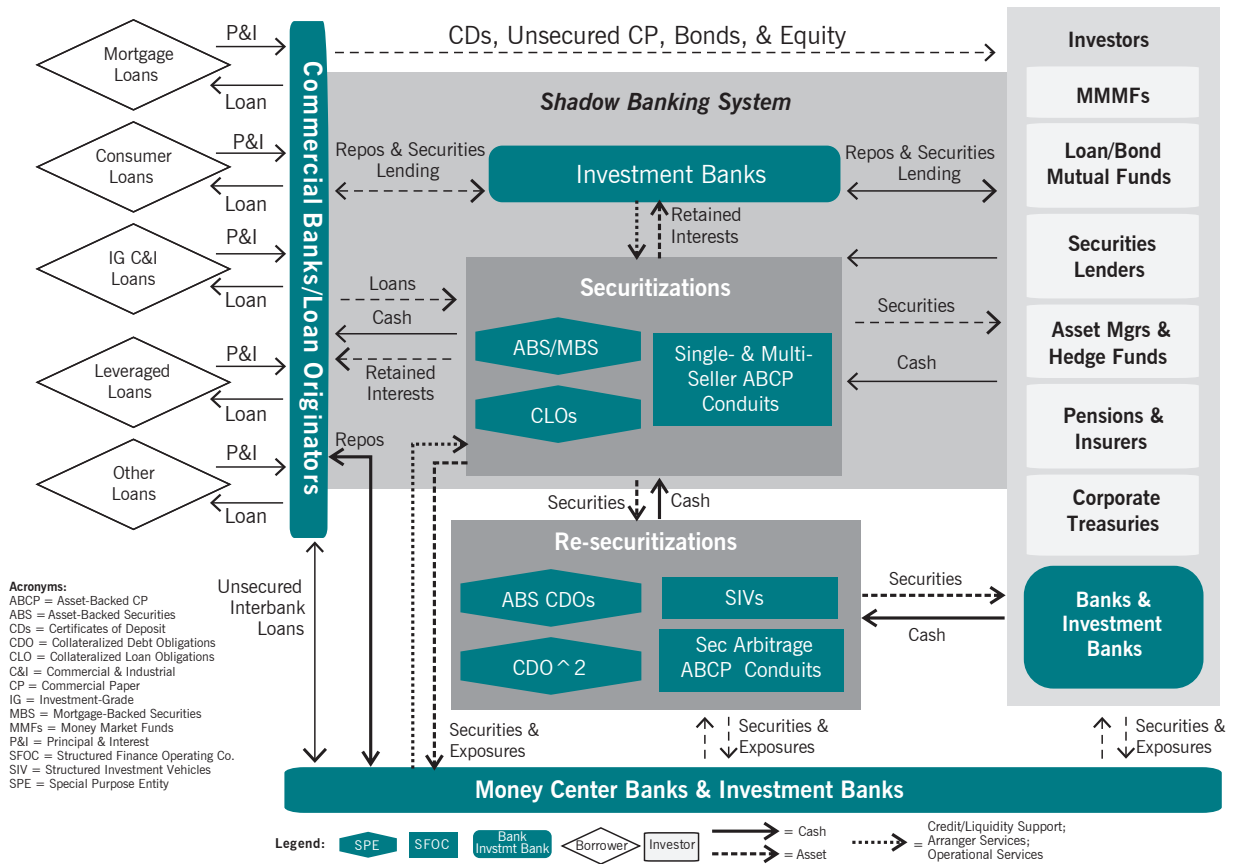 CDs, Unsecured CP, Bonds, & Equity
Shadow Banking System
Mortgage
Loans
P&I
Loan
Consumer
Loans
P&I
Loan
IG C&I
Loans
P&I
Loan
Leveraged
Loans
P&I
Loan
Other
Loans
P&I
Loan
Commercial Banks/Loan Originators
Repos & Securities
Lending
Investment Banks
Repos & Securities
Lending
Retained
Interests
Loans
Cash
Retained
Interests
Securitizations
ABS/MBS
CLOs
Single- & Multi-
Seller ABCP
Conduits
Securities
Cash
Repos
Securities
Cash
Re-securitizations
ABS CDOs
SIVs
CDO^2
Sec Arbitrage
ABCP Conduits
Securities
Cash
Investors
MMMFs
Loan/Bond
Mutual Funds
Securities
Lenders
Asset Mgrs &
Hedge Funds
Pensions &
Insurers
Corporate
Treasuries
Banks &
Investment
Banks
Unsecured
Interbank
Loans
Securities &
Exposures
Securities &
Exposures
Securities &
Exposures
Money Center Banks & Investment Banks
Acronyms:
ABCP = Asset-Backed CP
ABS = Asset-Backed Securities
CDs = Certificates of Deposit
CDO = Collateralized Debt Obligations
CLO = Collateralized Loan Obligations
C&I = Commercial & Industrial
CP = Commercial Paper
IG = Investment-Grade
MBS = Mortgage-Backed Securities
MMFs = Money Market Funds
P&I = Principal & Interest
SFOC = Structured Finance Operating Co.
SIV = Structured Investment Vehicles
SPE = Special Purpose Entity
Legend:
SPE
SFOC
Bank
Invstmt Bank
Borrower
Investor
= Cash
= Asset
= Credit/Liquidity Support;
Arranger Services;
Operational Services